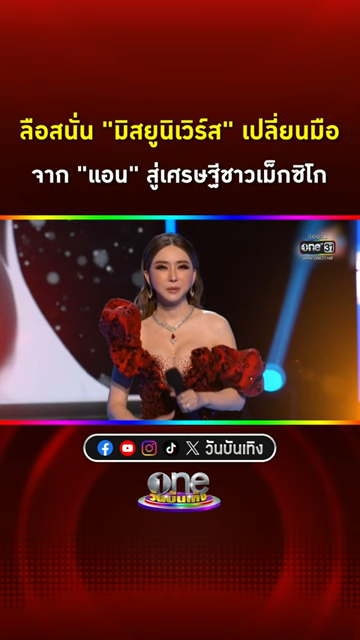 ลือสนั่น "มิสยูนิเวิร์ส" เปลี่ยนมือ
จาก "แอน" สู่เศรษฐีชาวเม็กซิโก
one 31
วันบันเทิง
one
วันบันเทิง